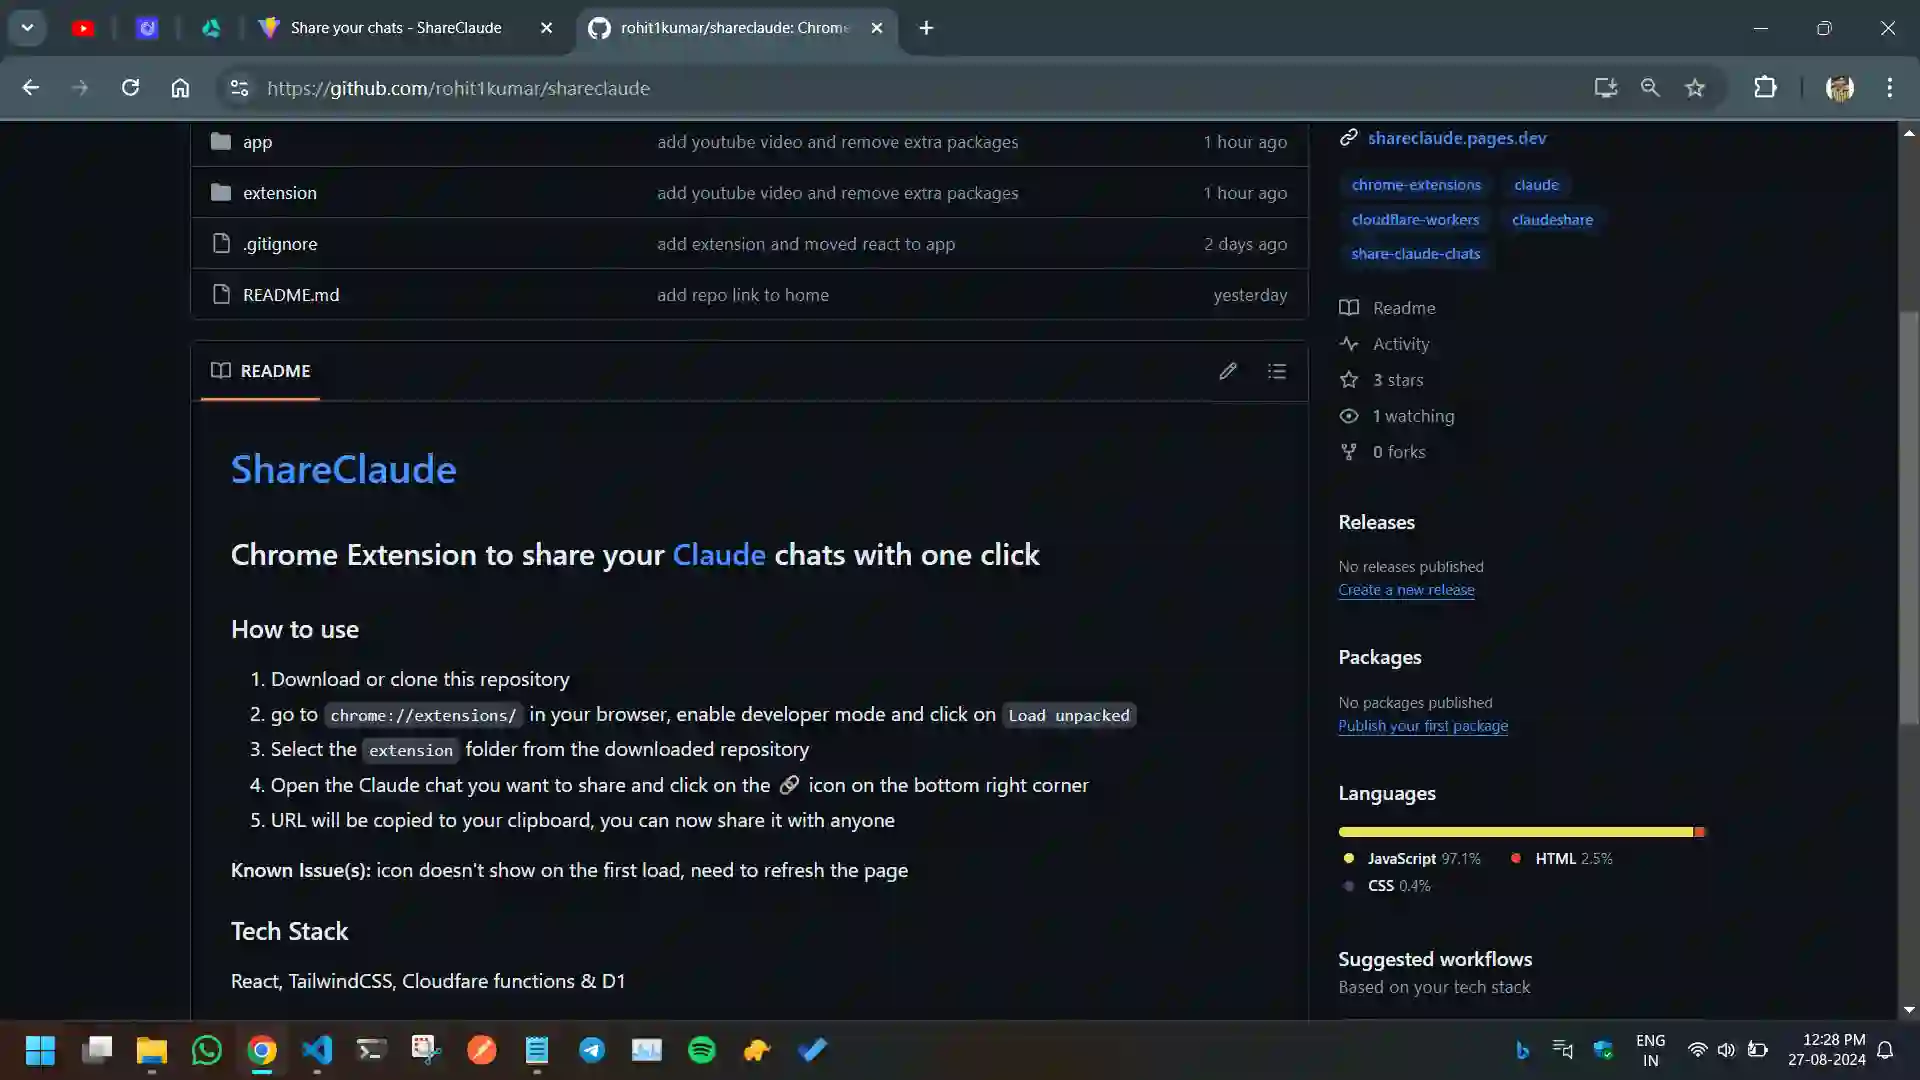 Share your chats - ShareClaude
rohit1kumar/shareclaude: Chrome
https://github.com/rohit1kumar/shareclaude
app add youtube video and remove extra packages 1 hour ago
extension add youtube video and remove extra packages 1 hour ago
.gitignore add extension and moved react to app 2 days ago
README.md add repo link to home yesterday
README
ShareClaude
Chrome Extension to share your Claude chats with one click
How to use
1. Download or clone this repository
2. go to chrome://extensions/ in your browser, enable developer mode and click on Load unpacked
3. Select the extension folder from the downloaded repository
4. Open the Claude chat you want to share and click on the 🔗 icon on the bottom right corner
5. URL will be copied to your clipboard, you can now share it with anyone
Known Issue(s): icon doesn't show on the first load, need to refresh the page
Tech Stack
React, TailwindCSS, Cloudfare functions & D1
shareclaude.pages.dev
chrome-extensions claude
cloudflare-workers claudeshare
share-claude-chats
Readme
Activity
3 stars
1 watching
0 forks
Releases
No releases published
Create a new release
Packages
No packages published
Publish your first package
Languages
JavaScript 97.1% HTML 2.5%
CSS 0.4%
Suggested workflows
Based on your tech stack
ENG
IN
12:28 PM
27-08-2024